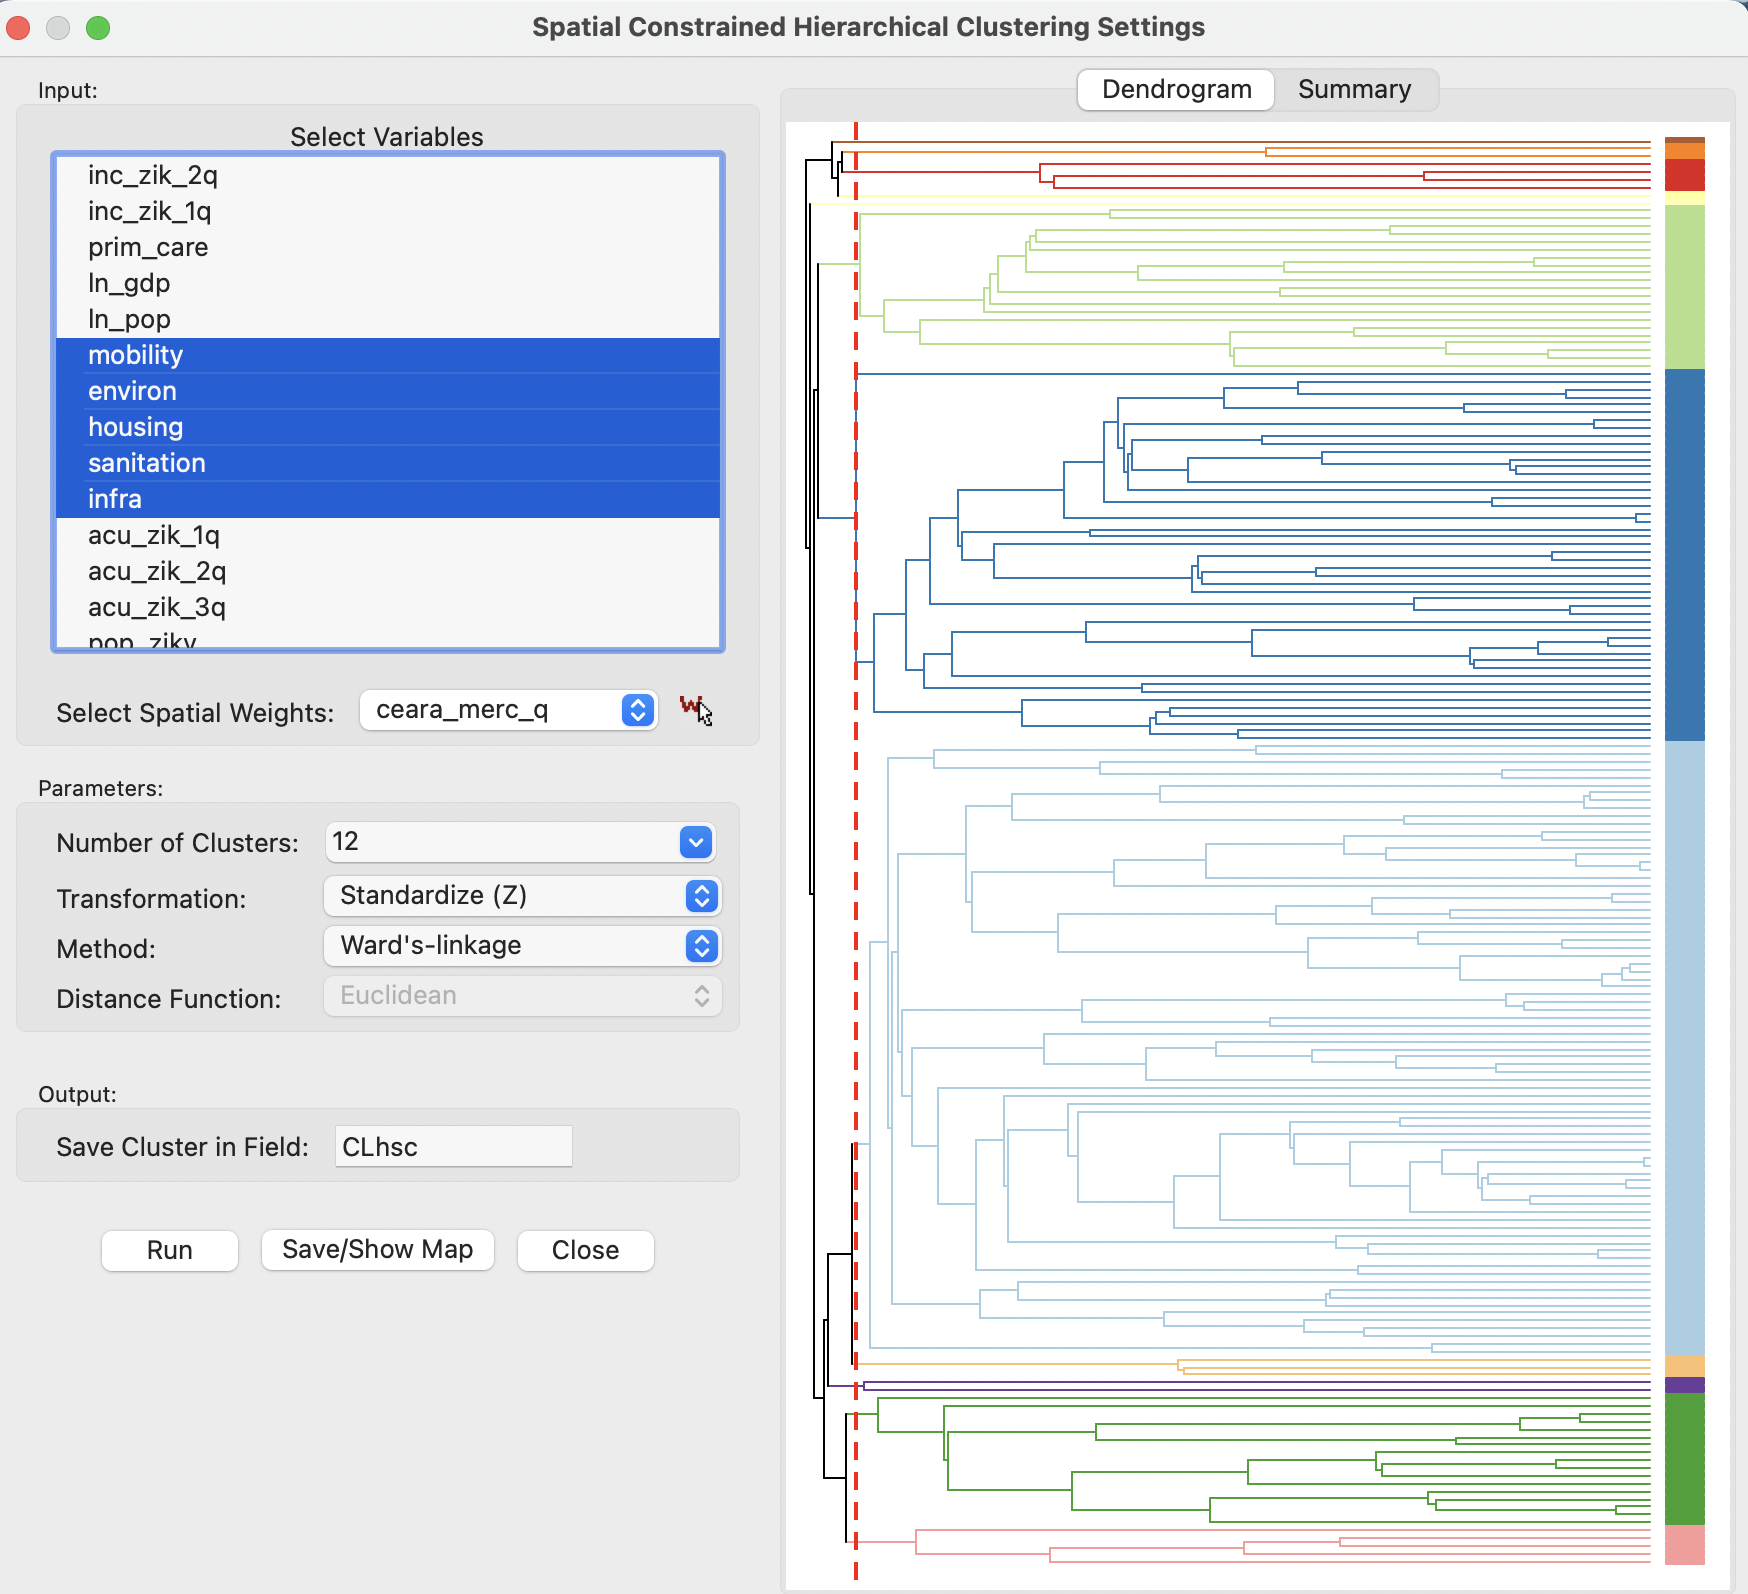 Spatial Constrained Hierarchical Clustering Settings
Input:
Select Variables
inc_zik_2q
inc_zik_1q
prim_care
ln_gdp
ln_pop
mobility
environ
housing
sanitation
infra
acu_zik_1q
acu_zik_2q
acu_zik_3q
pop_zikv
Select Spatial Weights: ceara_merc_q
Parameters:
Number of Clusters: 12
Transformation: Standardize (Z)
Method: Ward's-linkage
Distance Function: Euclidean
Output:
Save Cluster in Field: CLhsc
Run Save/Show Map Close
Dendrogram Summary